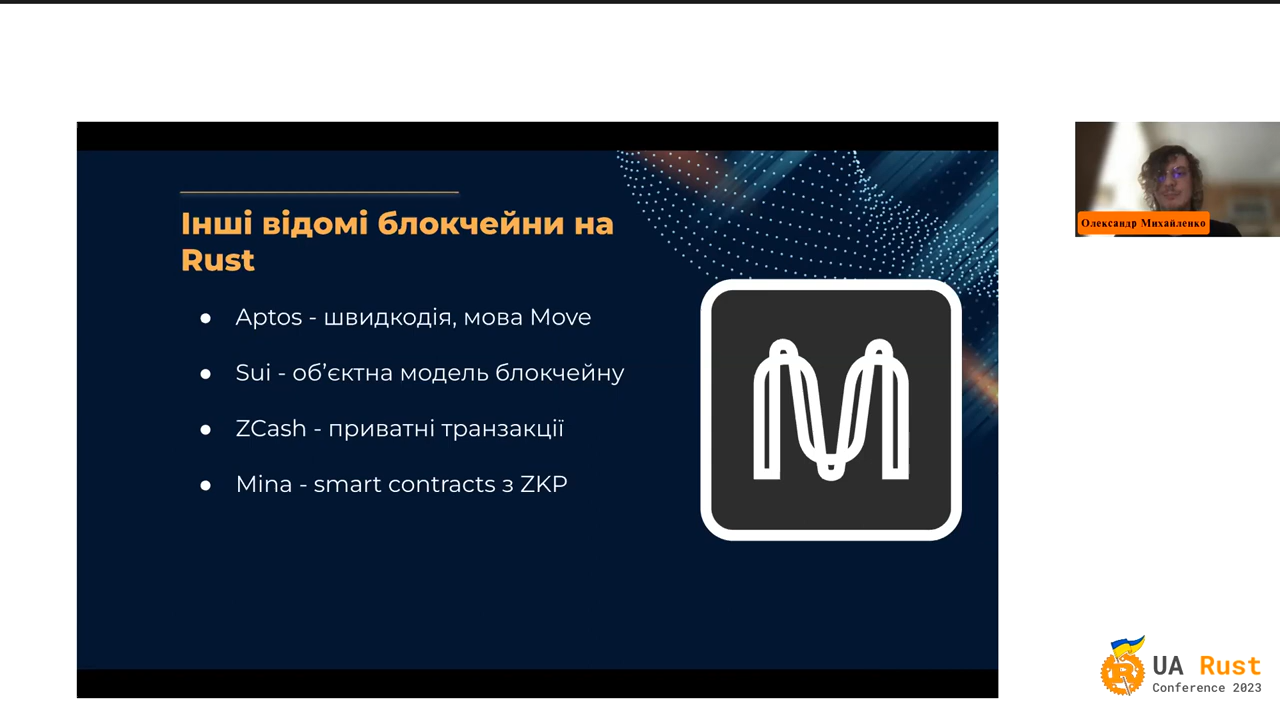 Інші відомі блокчейни на
Rust
● Aptos - швидкодія, мова Move
● Sui - об’єктна модель блокчейну
● ZCash - приватні транзакції
● Mina - smart contracts з ZKP
Олександр Михайленко
UA Rust
Conference 2023